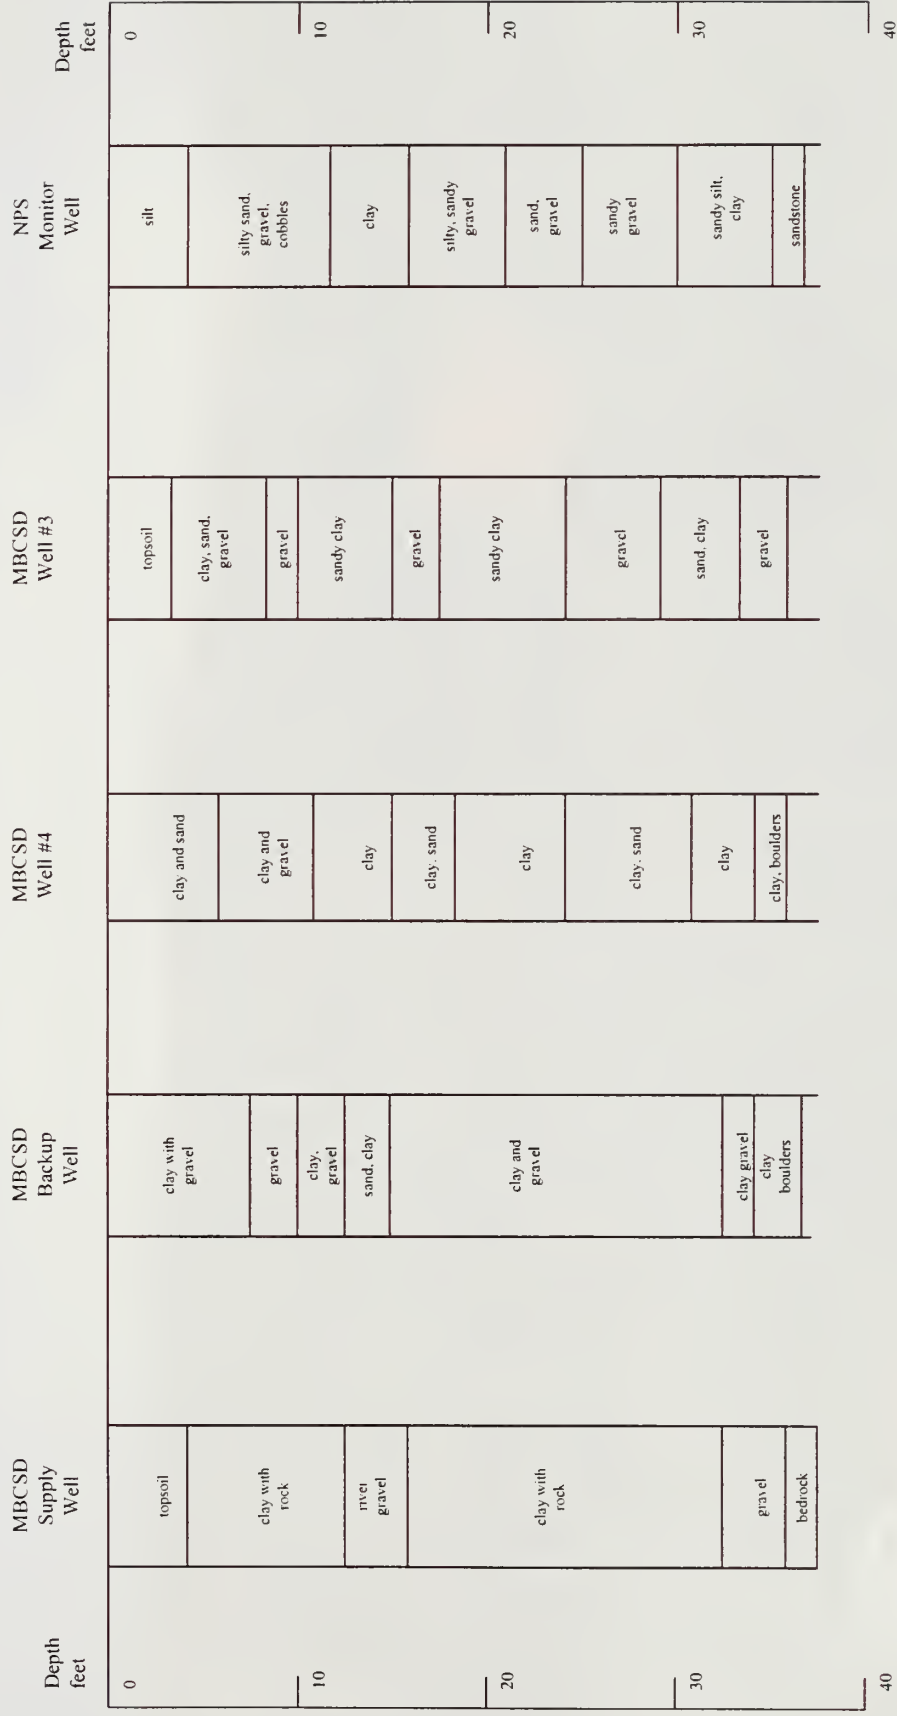 Depth
feet
0
10
20
30
40
MBCSD
Supply
Well
topsoil
clay with
rock
river
gravel
clay with
rock
gravel
bedrock
MBCSD
Backup
Well
clay with
gravel
gravel
clay,
gravel
sand, clay
clay and
gravel
clay gravel
clay
boulders
MBCSD
Well #4
clay and sand
clay and
gravel
clay
clay, sand
clay
clay, sand
clay
clay, boulders
MBCSD
Well #3
topsoil
clay, sand,
gravel
gravel
sandy clay
gravel
sandy clay
gravel
sand, clay
gravel
NPS
Monitor
Well
silt
silty sand,
gravel,
cobbles
clay
silty, sandy
gravel
sand,
gravel
sandy
gravel
sandy silt,
clay
sandstone
Depth
feet
0
10
20
30
40